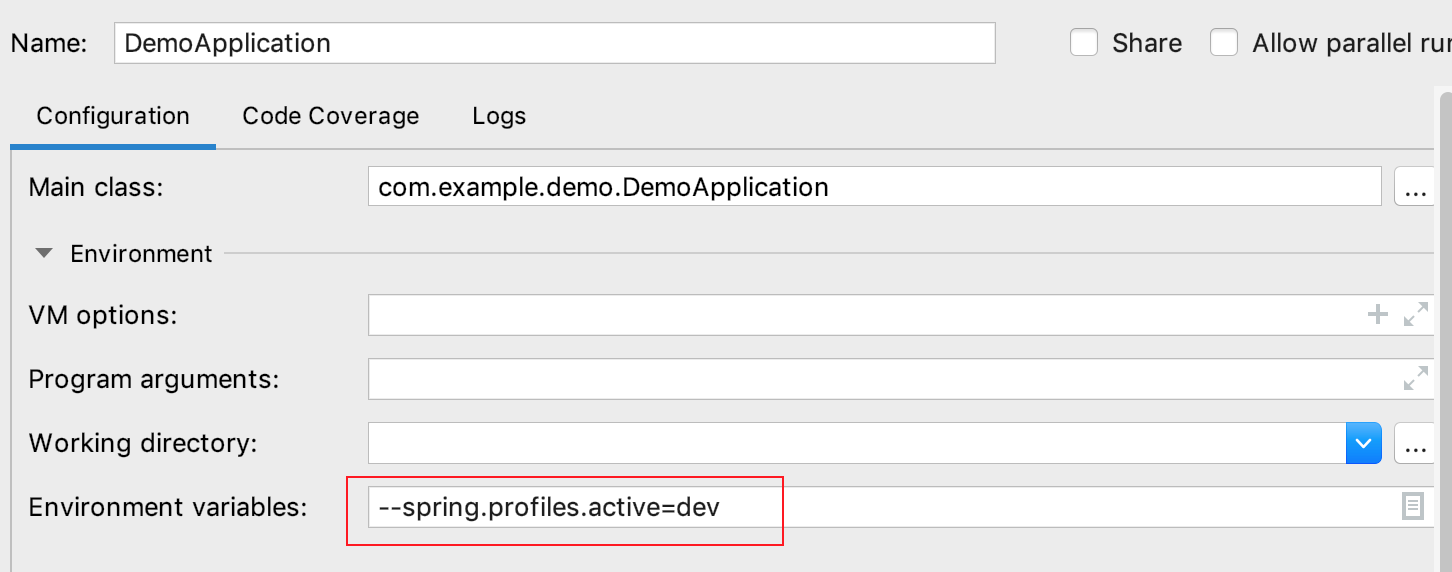 Name: DemoApplication Share Allow parallel ru
Configuration Code Coverage Logs
Main class: com.example.demo.DemoApplication ...
Environment
VM options:
Program arguments:
Working directory: ...
Environment variables: --spring.profiles.active=dev